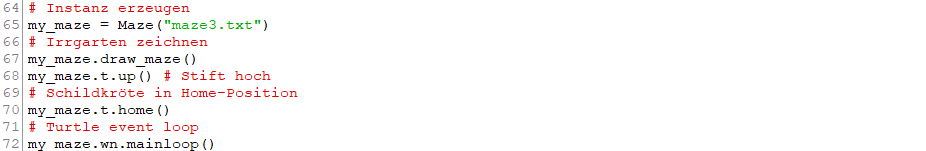 64 # Instanz erzeugen
65 my_maze = Maze("maze3.txt")
66 # Irrgarten zeichnen
67 my_maze.draw_maze()
68 my_maze.t.up() # Stift hoch
69 # Schildkröte in Home-Position
70 my_maze.t.home()
71 # Turtle event loop
72 my_maze.wn.mainloop()